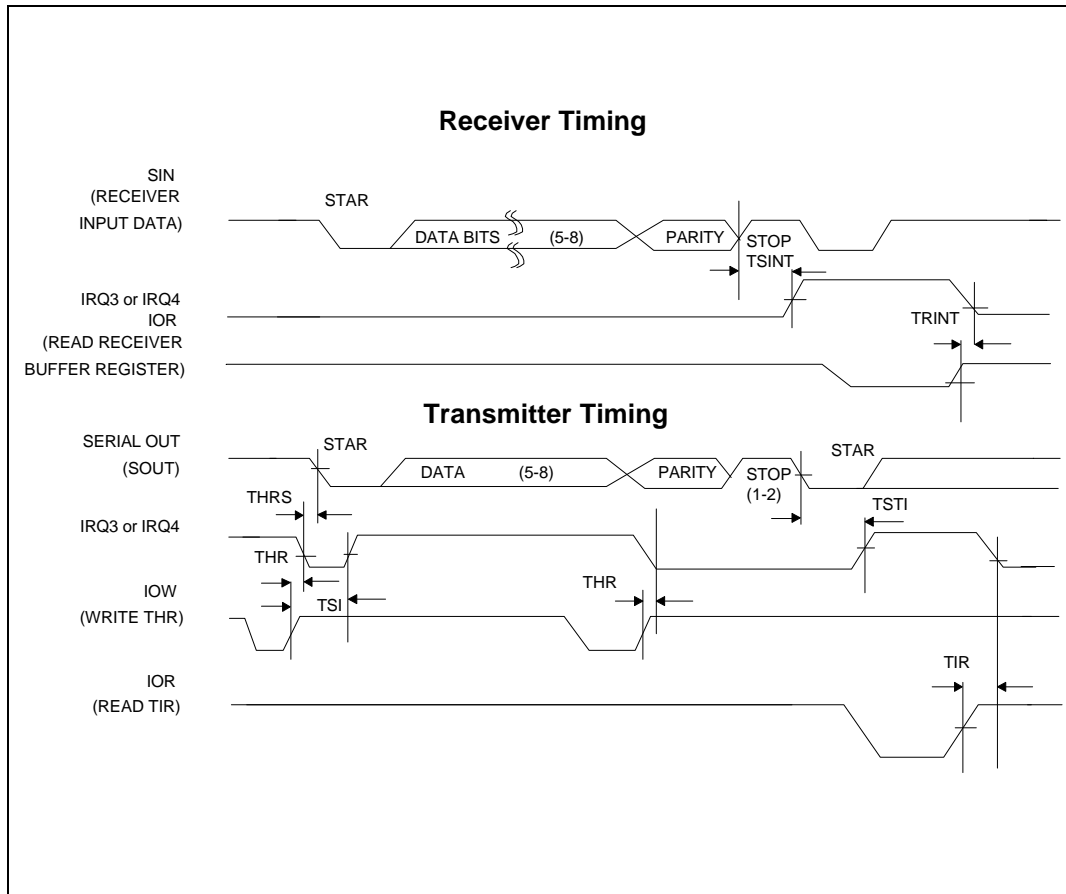 Receiver Timing
SIN
(RECEIVER
INPUT DATA)
STAR
DATA BITS (5-8)
PARITY
STOP
TSINT
IRQ3 or IRQ4
IOR
(READ RECEIVER
BUFFER REGISTER)
TRINT
Transmitter Timing
SERIAL OUT
(SOUT)
STAR
DATA (5-8)
PARITY
STOP
(1-2)
STAR
THRS
TSTI
IRQ3 or IRQ4
THR
THR
IOW
(WRITE THR)
TSI
IOR
(READ TIR)
TIR